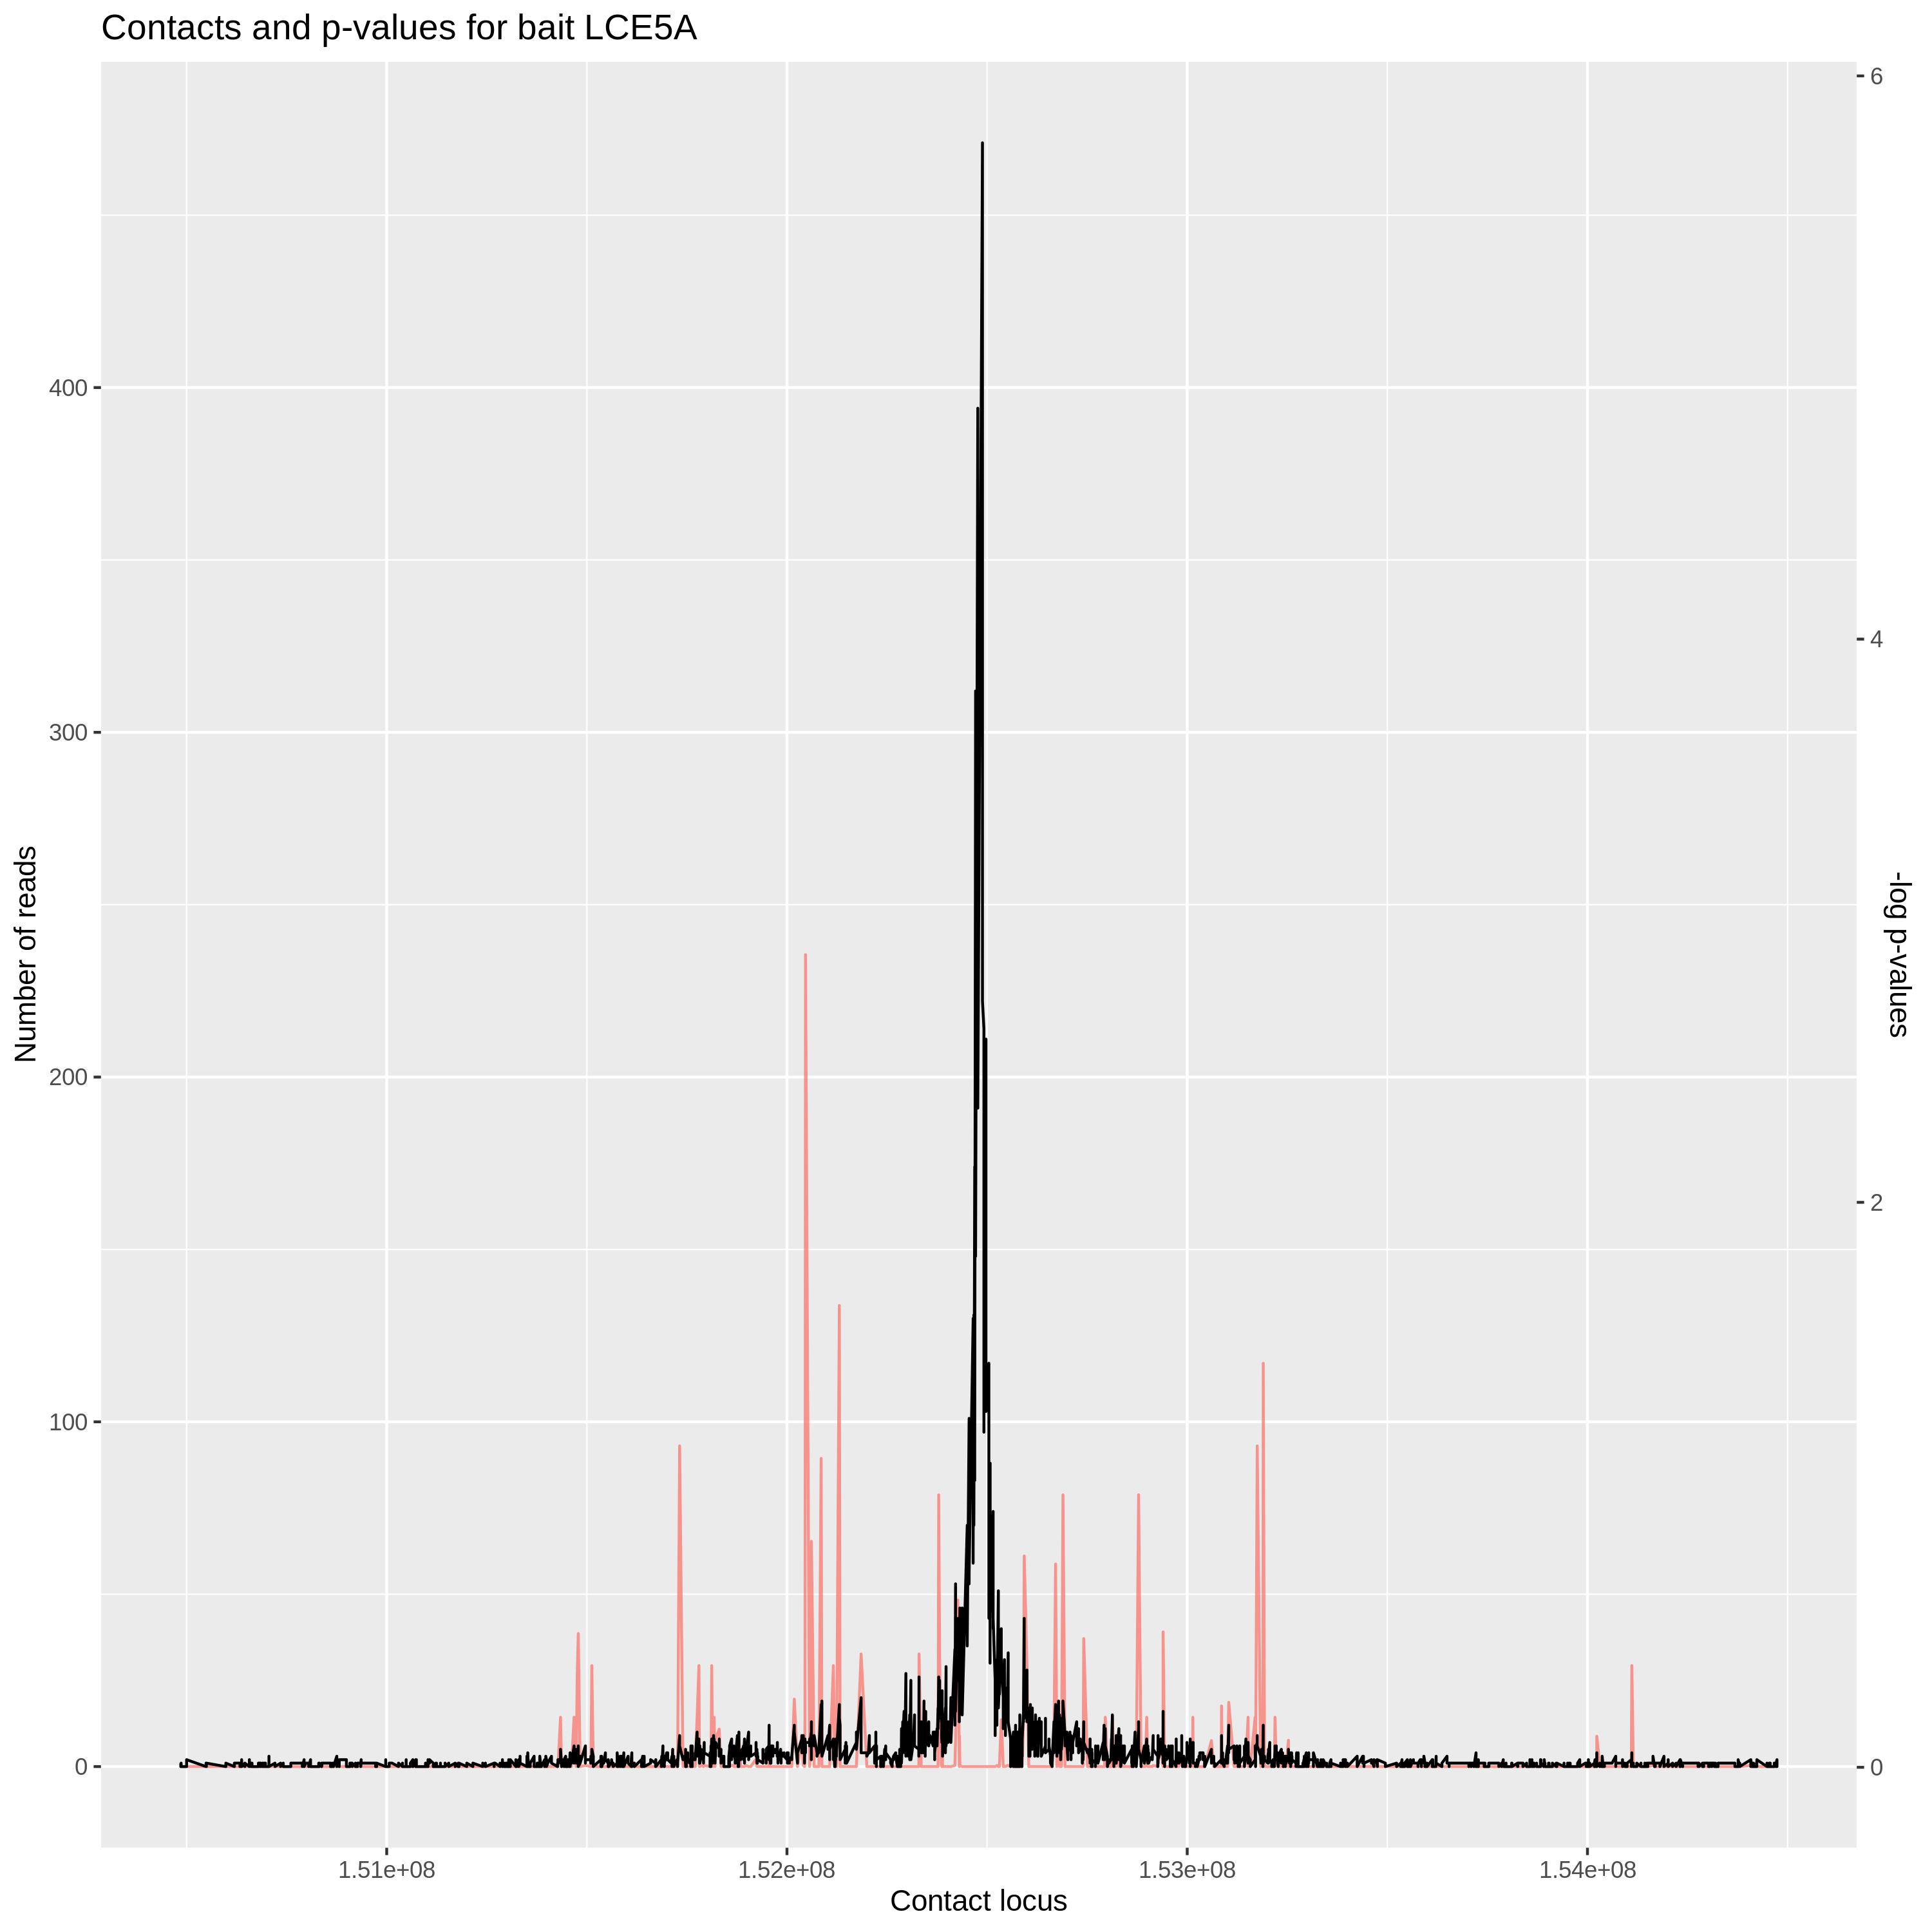 Contacts and p-values for bait LCE5A
6
400
4
300
Number of reads
-log p-values
200
2
100
0
0
1.51e+08
1.52e+08
1.53e+08
1.54e+08
Contact locus